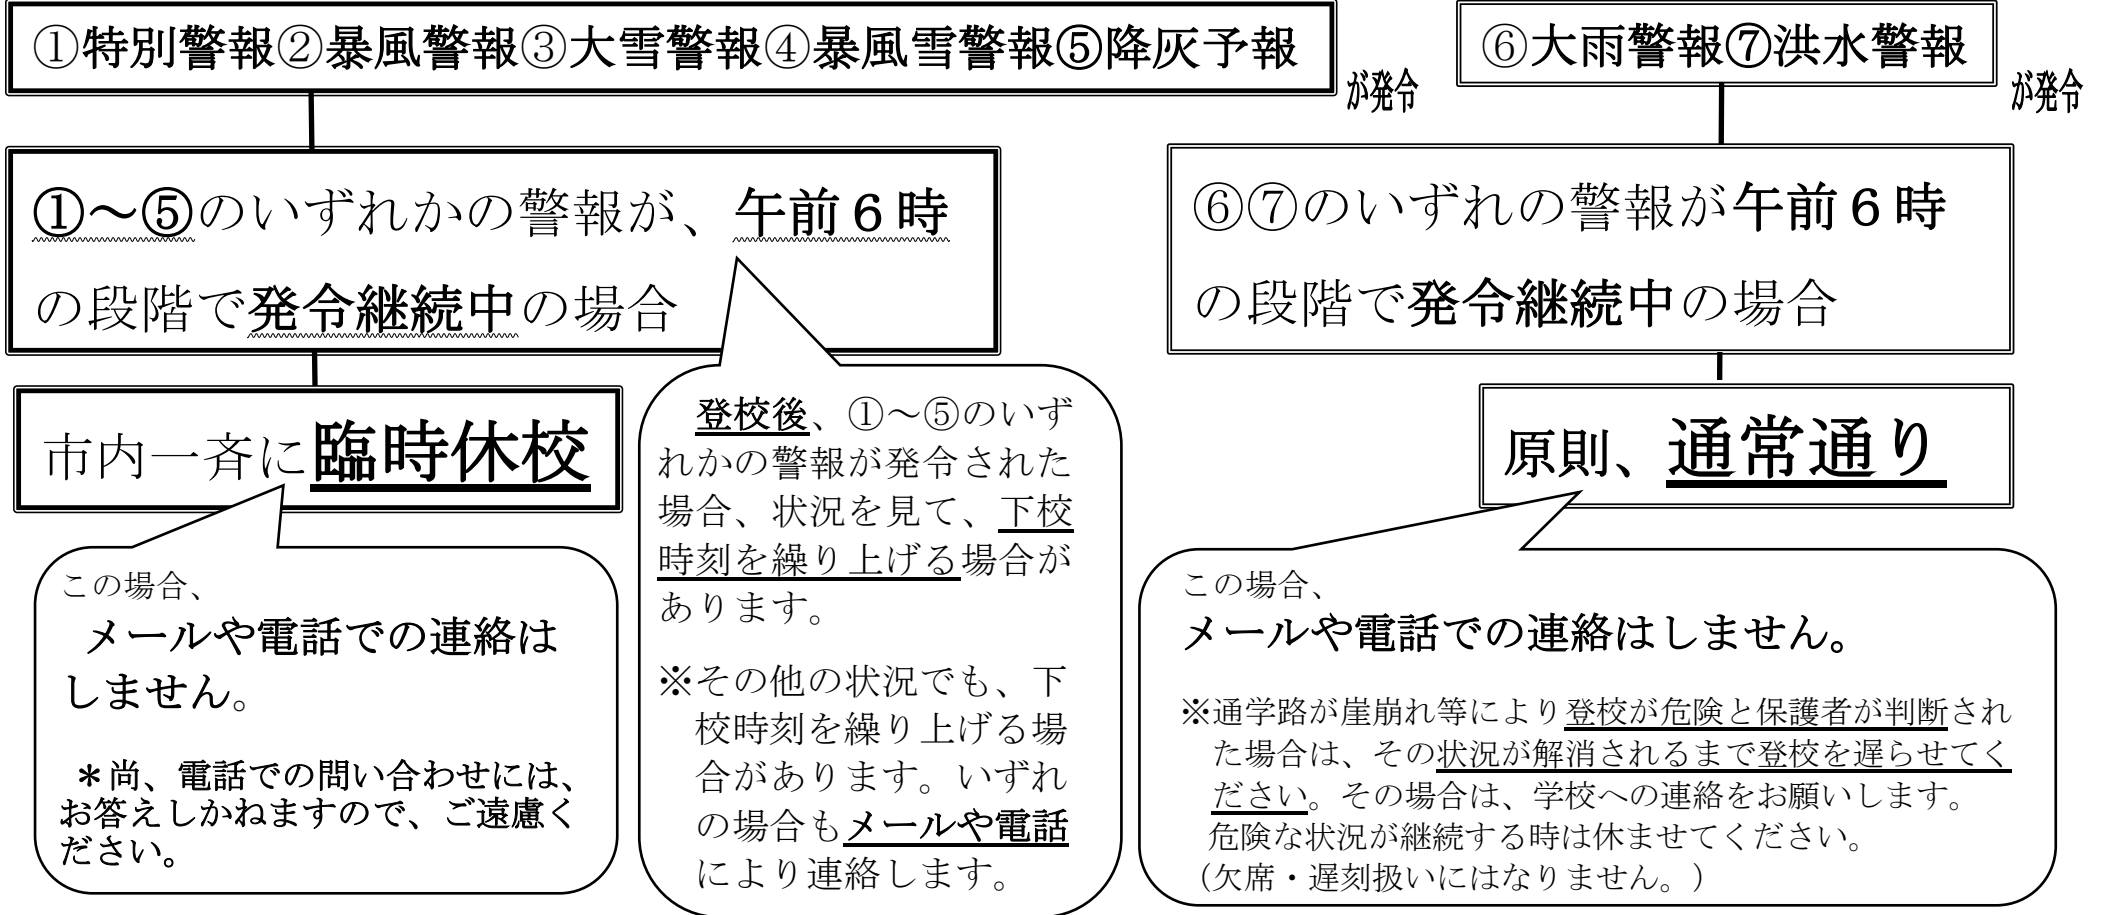 ①特別警報②暴風警報③大雪警報④暴風雪警報⑤降灰予報
が発令
①～⑤のいずれかの警報が、午前６時
の段階で発令継続中の場合
市内一斉に臨時休校
この場合、
メールや電話での連絡は
しません。
＊尚、電話での問い合わせには、
お答えしかねますので、ご遠慮く
ださい。
登校後、①～⑤のいず
れかの警報が発令された
場合、状況を見て、下校
時刻を繰り上げる場合が
あります。
※その他の状況でも、下
校時刻を繰り上げる場
合があります。いずれ
の場合もメールや電話
により連絡します。
⑥大雨警報⑦洪水警報
が発令
⑥⑦のいずれの警報が午前６時
の段階で発令継続中の場合
原則、通常通り
この場合、
メールや電話での連絡はしません。
※通学路が崖崩れ等により登校が危険と保護者が判断され
た場合は、その状況が解消されるまで登校を遅らせてく
ださい。その場合は、学校への連絡をお願いします。
危険な状況が継続する時は休ませてください。
（欠席・遅刻扱いにはなりません。）